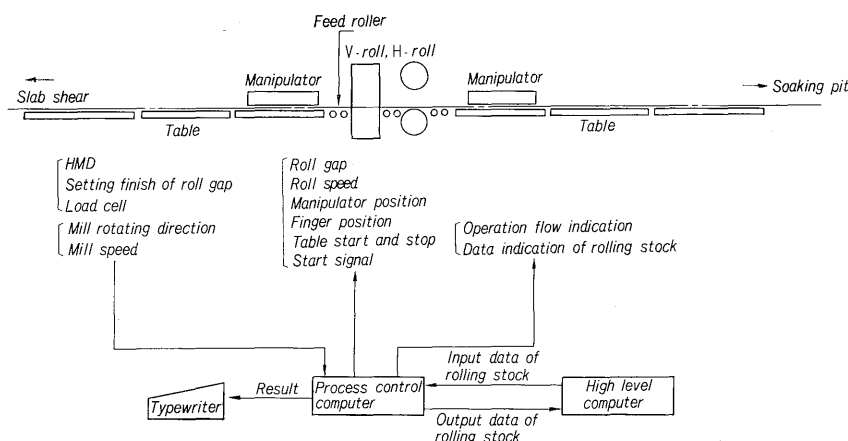 Feed roller
V-roll, H-roll
Manipulator
Manipulator
Slab shear
Soaking pit
Table
Table
HMD
Setting finish of roll gap
Load cell
Mill rotating direction
Mill speed
Roll gap
Roll speed
Manipulator position
Finger position
Table start and stop
Start signal
Operation flow indication
Data indication of rolling stock
Input data of
rolling stock
Result
Typewriter
Process control
computer
High level
computer
Output data of
rolling stock